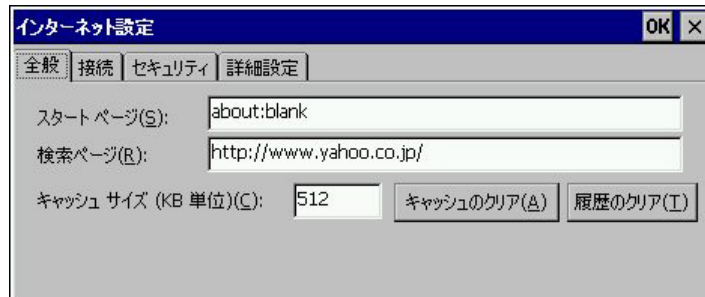 インターネット設定 OK ×
全般 接続 セキュリティ 詳細設定
スタート ページ(S): about:blank
検索ページ(R): http://www.yahoo.co.jp/
キャッシュ サイズ (KB 単位)(C): 512 キャッシュのクリア(A) 履歴のクリア(T)